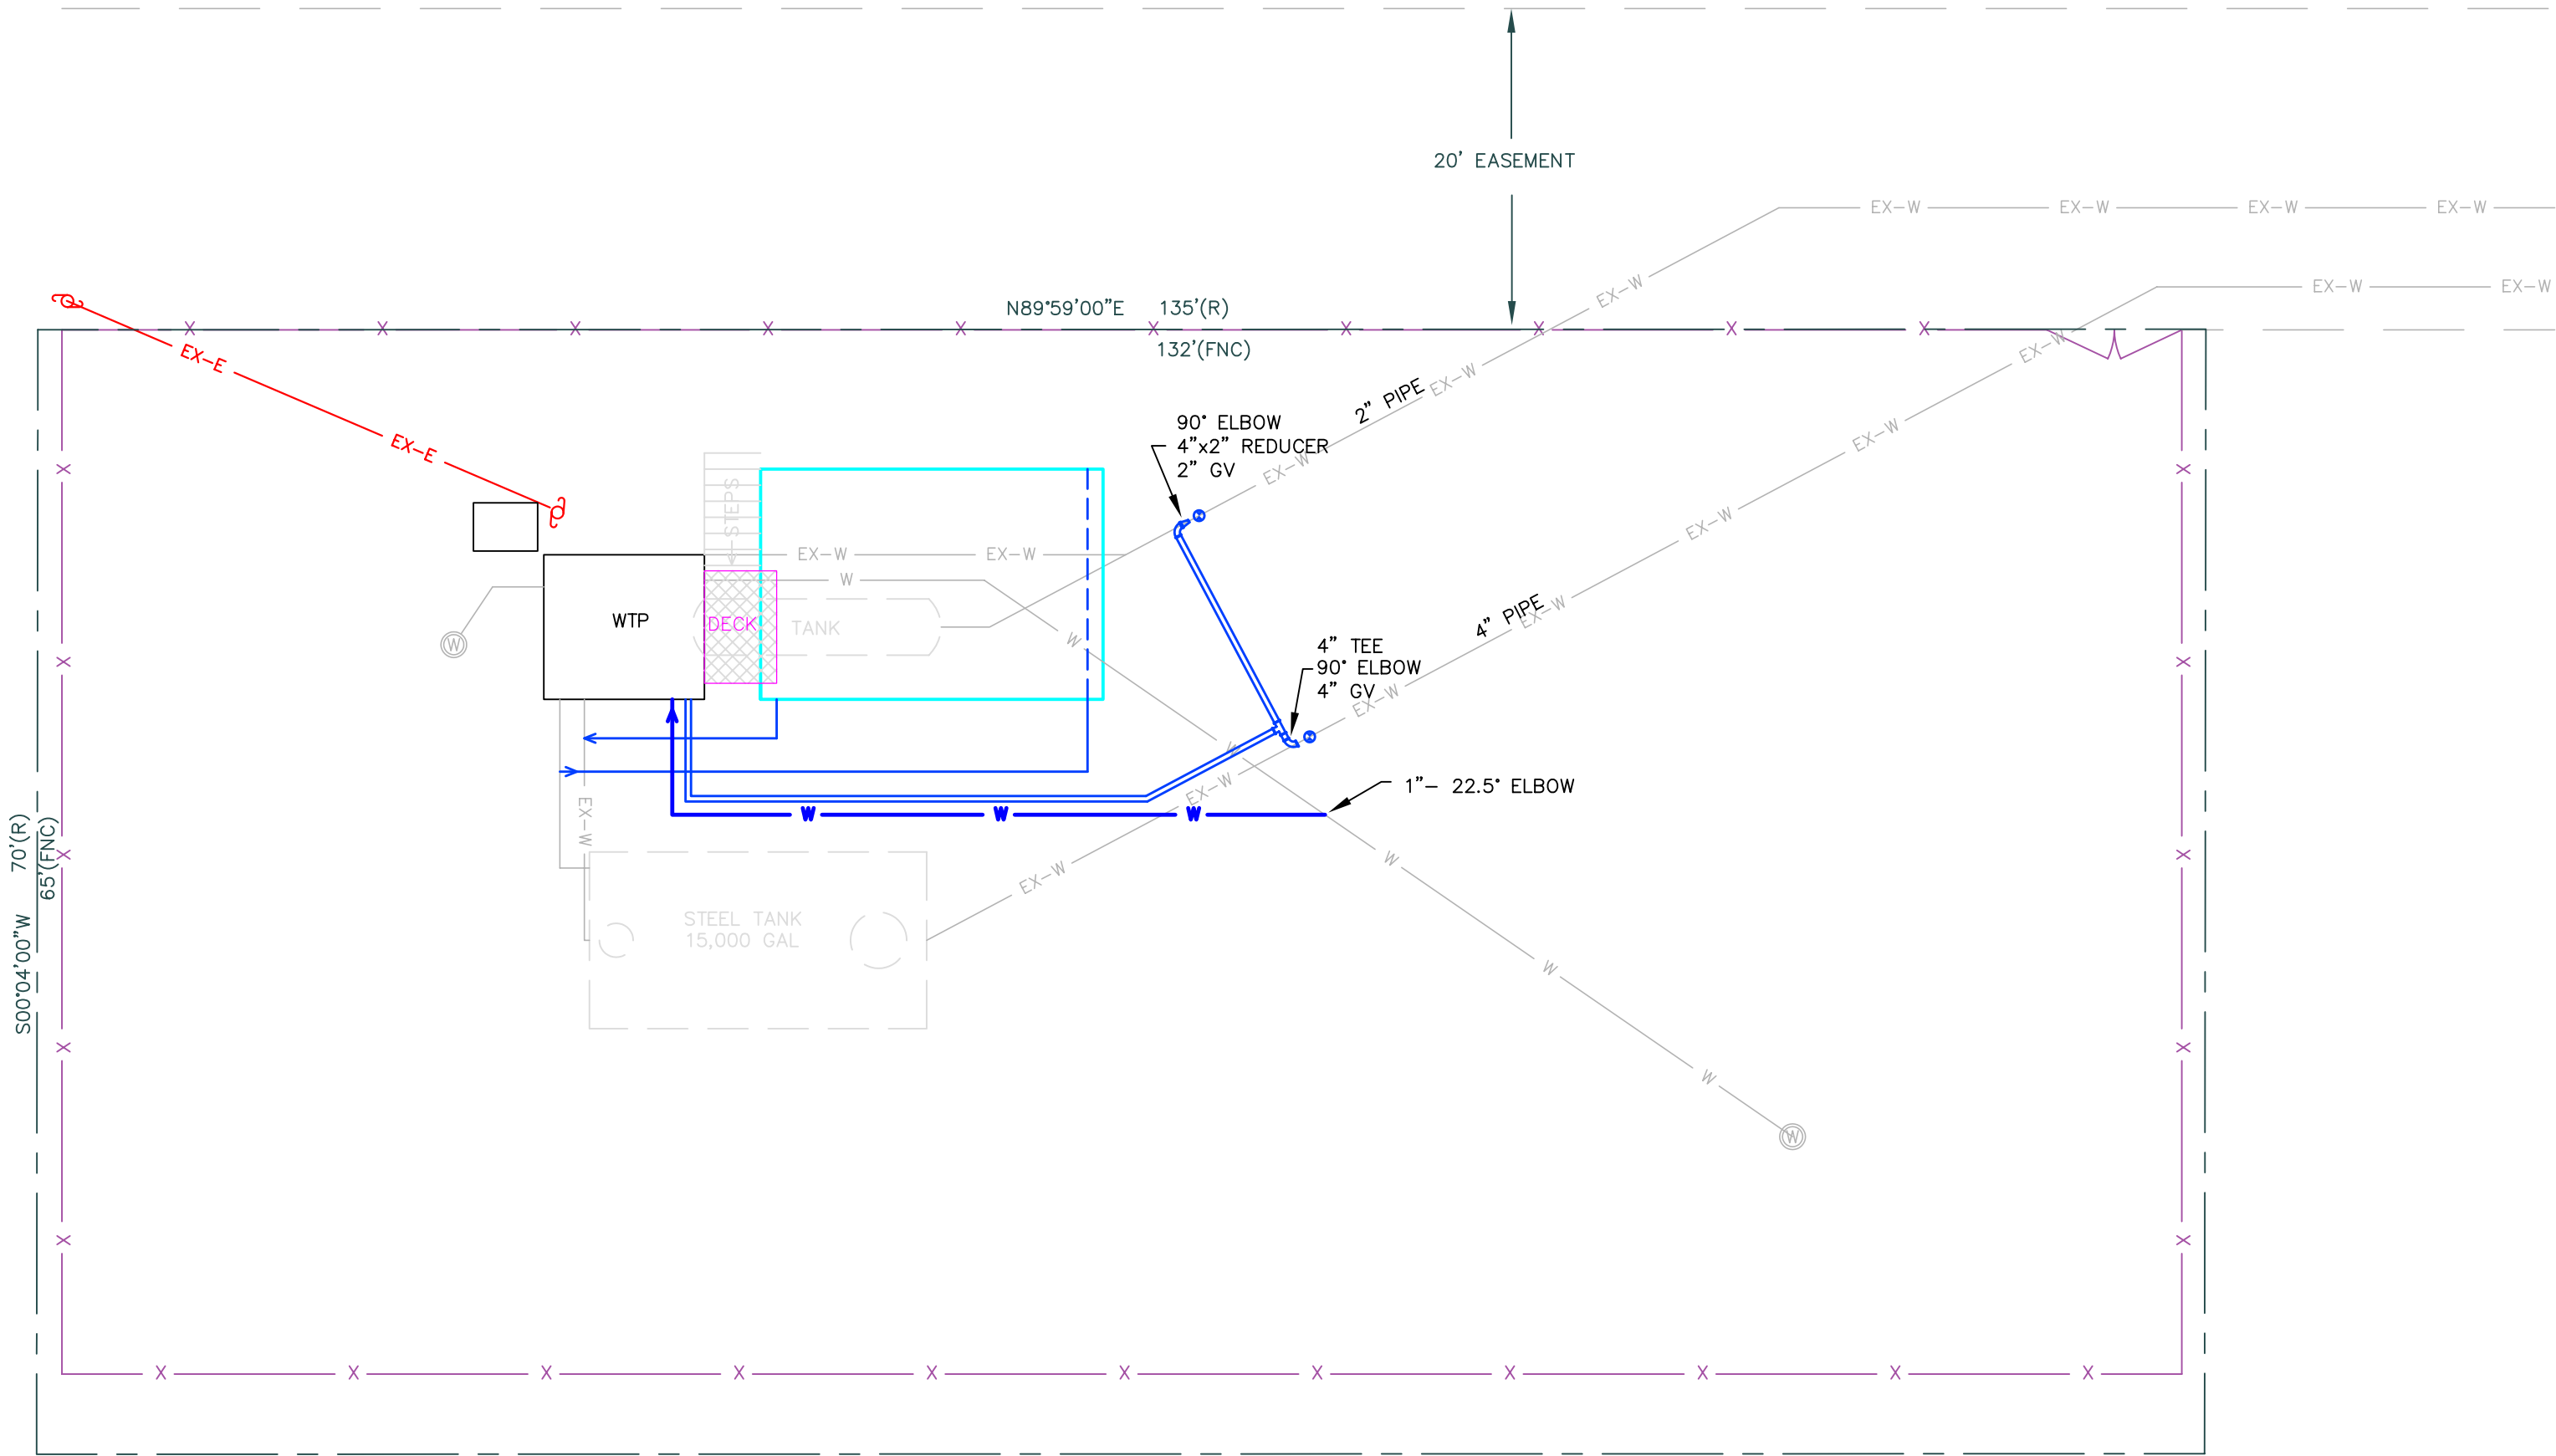 20' EASEMENT
EX-W EX-W EX-W EX-W
EX-W
EX-W EX-W
N89°59'00"E 135'(R)
132'(FNC)
X X X X X X X X X X
EX-W
EX-E
EX-W
2" PIPE
90° ELBOW
4"x2" REDUCER
2" GV
EX-W
EX-E
EX-W
X
X
STEPS
EX-W
EX-W EX-W
W
WTP
DECK
TANK
W
W
4" PIPE
EX-W
4" TEE
90° ELBOW
4" GV
EX-W
X
X
W
EX-W
1"- 22.5° ELBOW
W W W
EX-W
70'(R)
65'(FNC)
X
X
W
EX-W
STEEL TANK
15,000 GAL
S00°04'00"W
W
X
X
W
W
X
X
X X X X X X X X X X X